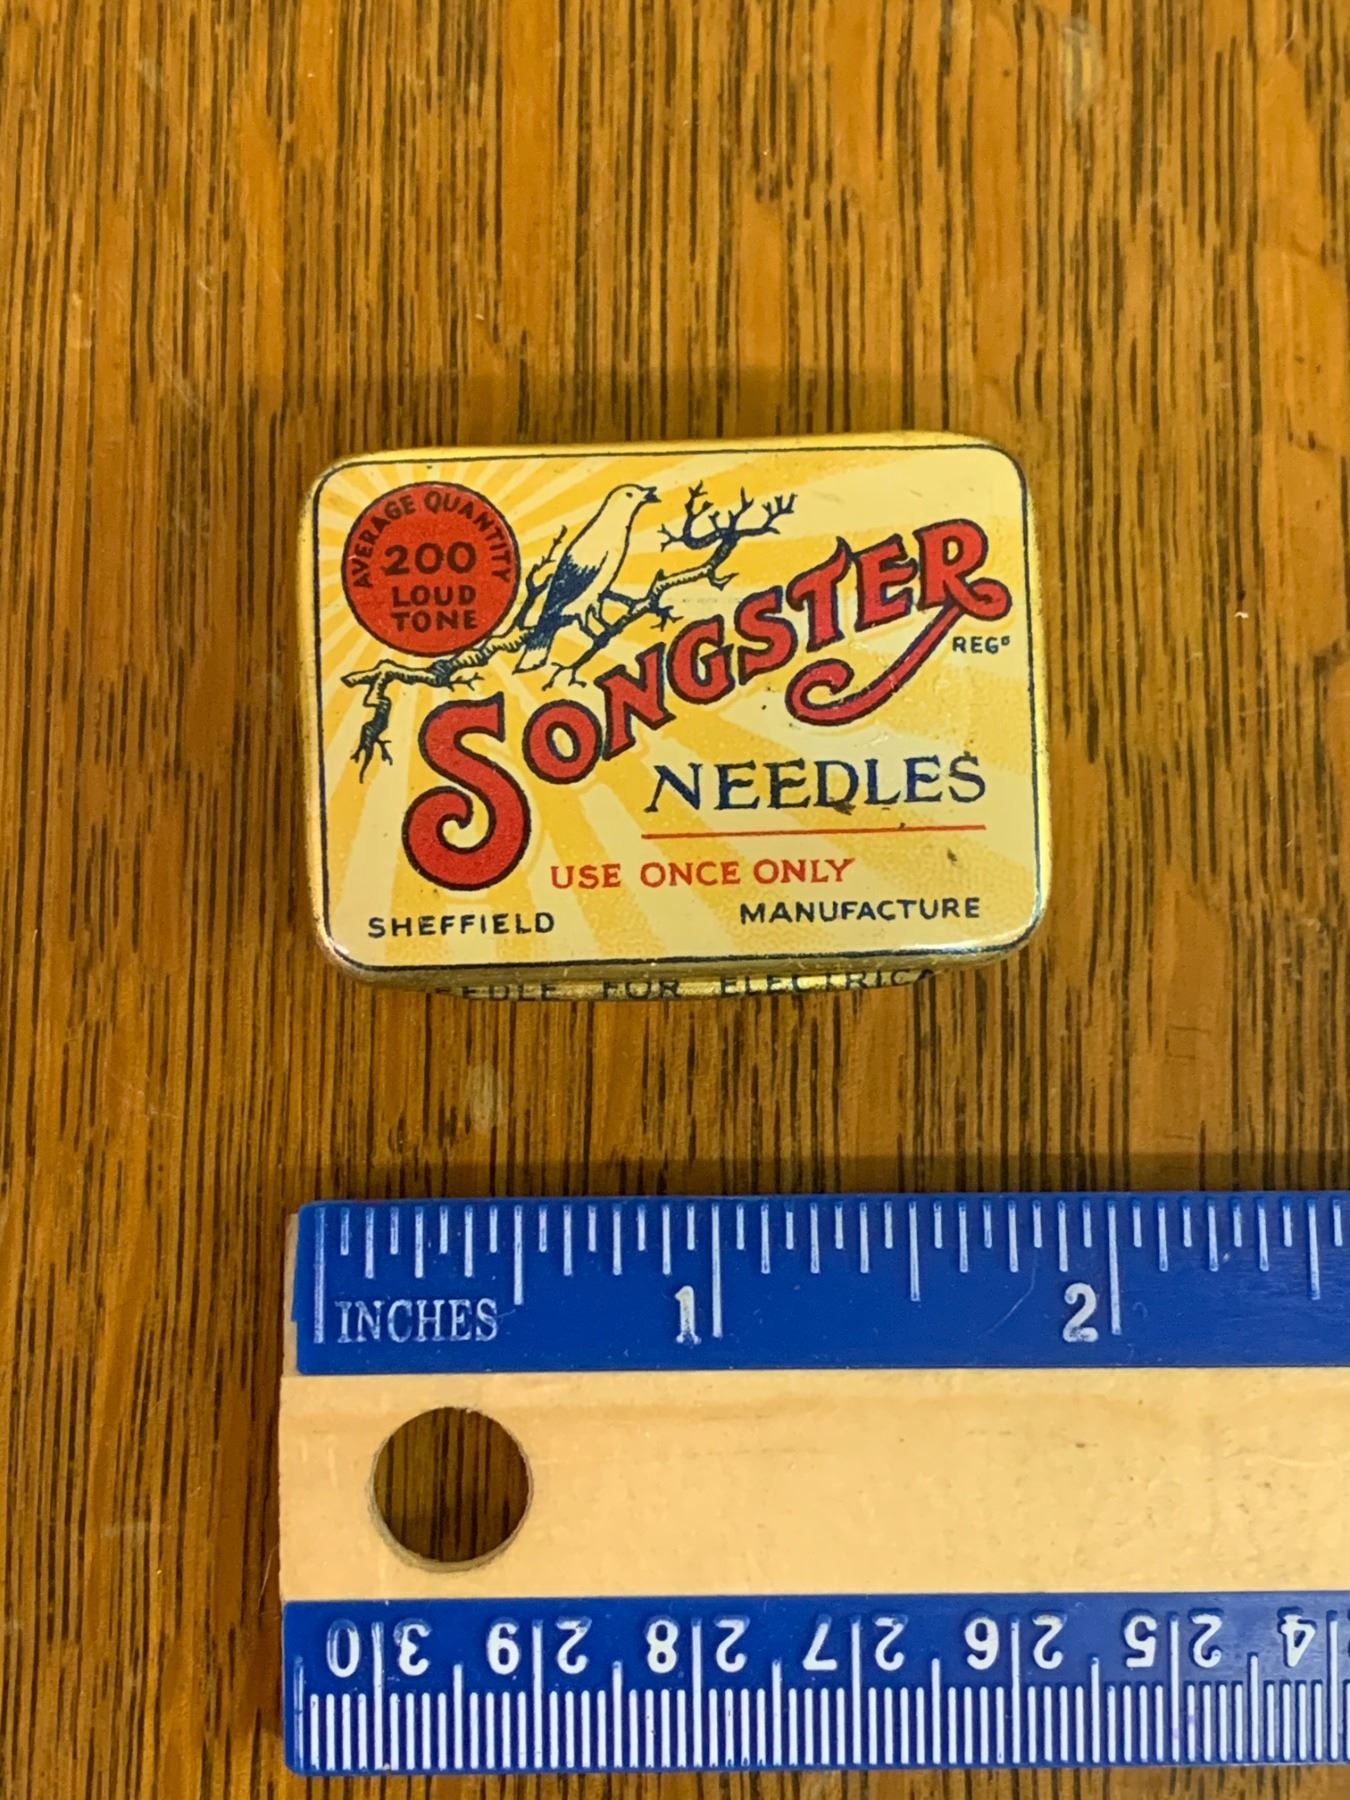 AVERAGE QUANTITY
200
LOUD
TONE
SONGSTER
REGD
NEEDLES
USE ONCE ONLY
SHEFFIELD MANUFACTURE
FOR
INCHES
1 2
30 29 28 27 26 25